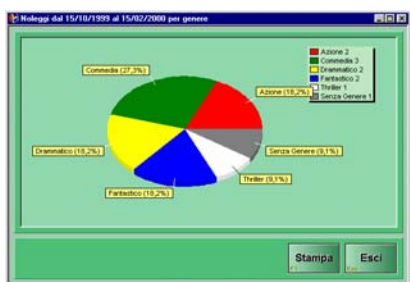 Noleggi dal 15/10/1999 al 15/02/2000 per genere
Azione 2
Commedia 3
Drammatico 2
Fantastico 2
Thriller 1
Senza Genere 1
Commedia (27,3%)
Azione (18,2%)
Drammatico (18,2%)
Senza Genere (9,1%)
Thriller (9,1%)
Fantastico (18,2%)
Stampa
F1
Esci
Esc